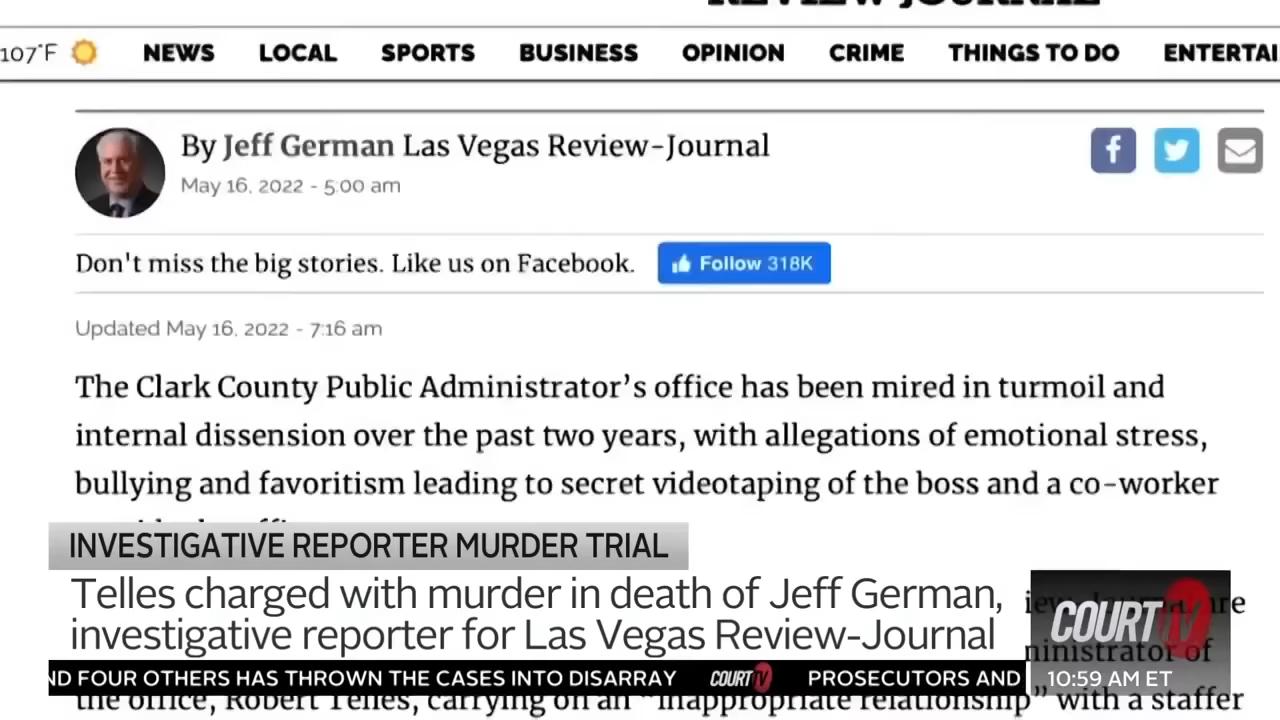 REVIEW-JOURNAL
107°F NEWS LOCAL SPORTS BUSINESS OPINION CRIME THINGS TO DO ENTERTAI
By Jeff German Las Vegas Review-Journal
May 16, 2022 - 5:00 am
Don't miss the big stories. Like us on Facebook. Follow 318K
Updated May 16, 2022 - 7:16 am
The Clark County Public Administrator's office has been mired in turmoil and
internal dissension over the past two years, with allegations of emotional stress,
bullying and favoritism leading to secret videotaping of the boss and a co-worker
INVESTIGATIVE REPORTER MURDER TRIAL
Telles charged with murder in death of Jeff German,
investigative reporter for Las Vegas Review-Journal
COURT TV
ministrator of
ND FOUR OTHERS HAS THROWN THE CASES INTO DISARRAY COURT TV PROSECUTORS AND
10:59 AM ET
the office, Robert Telles, carrying on an "inappropriate relationship" with a staffer